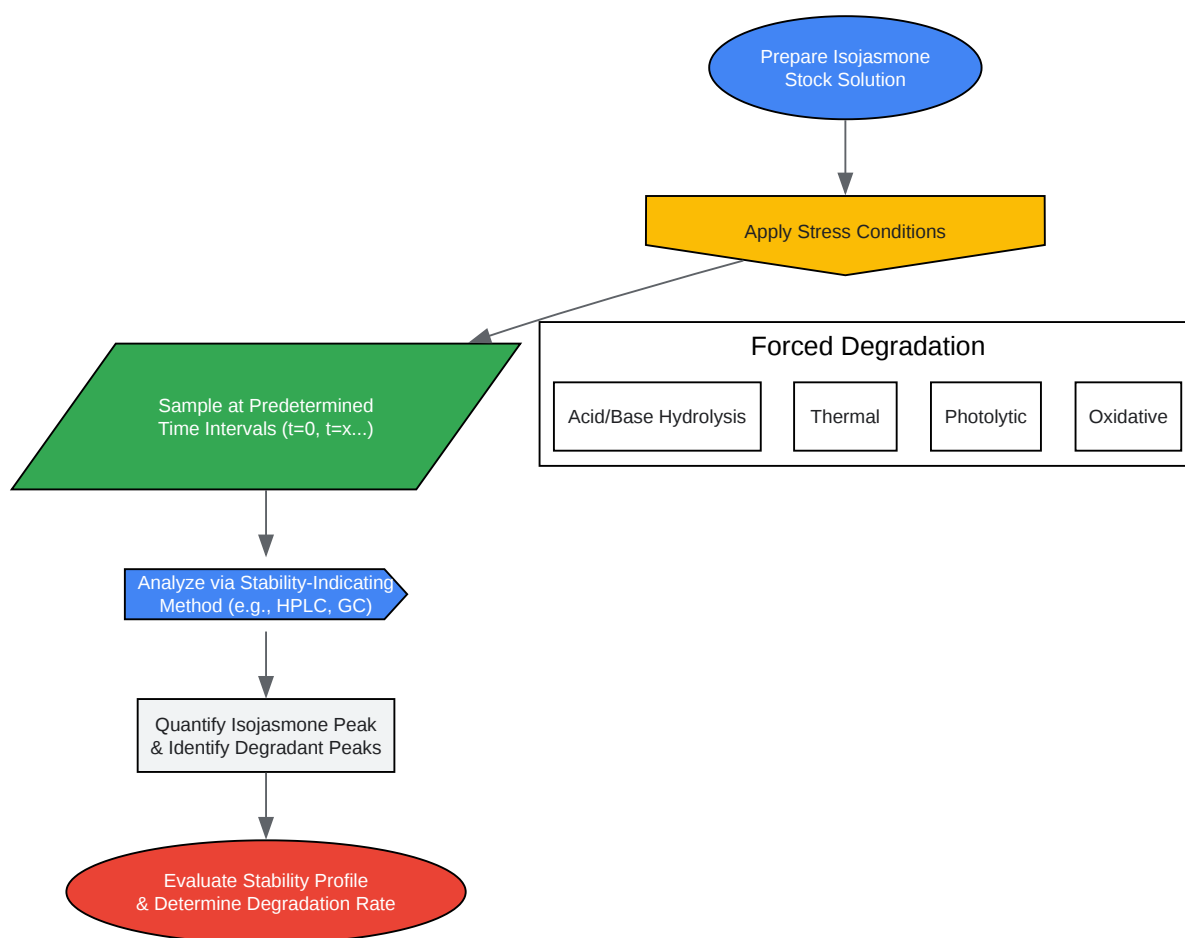 Prepare Isojasmone
Stock Solution
Apply Stress Conditions
Forced Degradation
Acid/Base Hydrolysis
Thermal
Photolytic
Oxidative
Sample at Predetermined
Time Intervals (t=0, t=x...)
Analyze via Stability-Indicating
Method (e.g., HPLC, GC)
Quantify Isojasmone Peak
& Identify Degradant Peaks
Evaluate Stability Profile
& Determine Degradation Rate